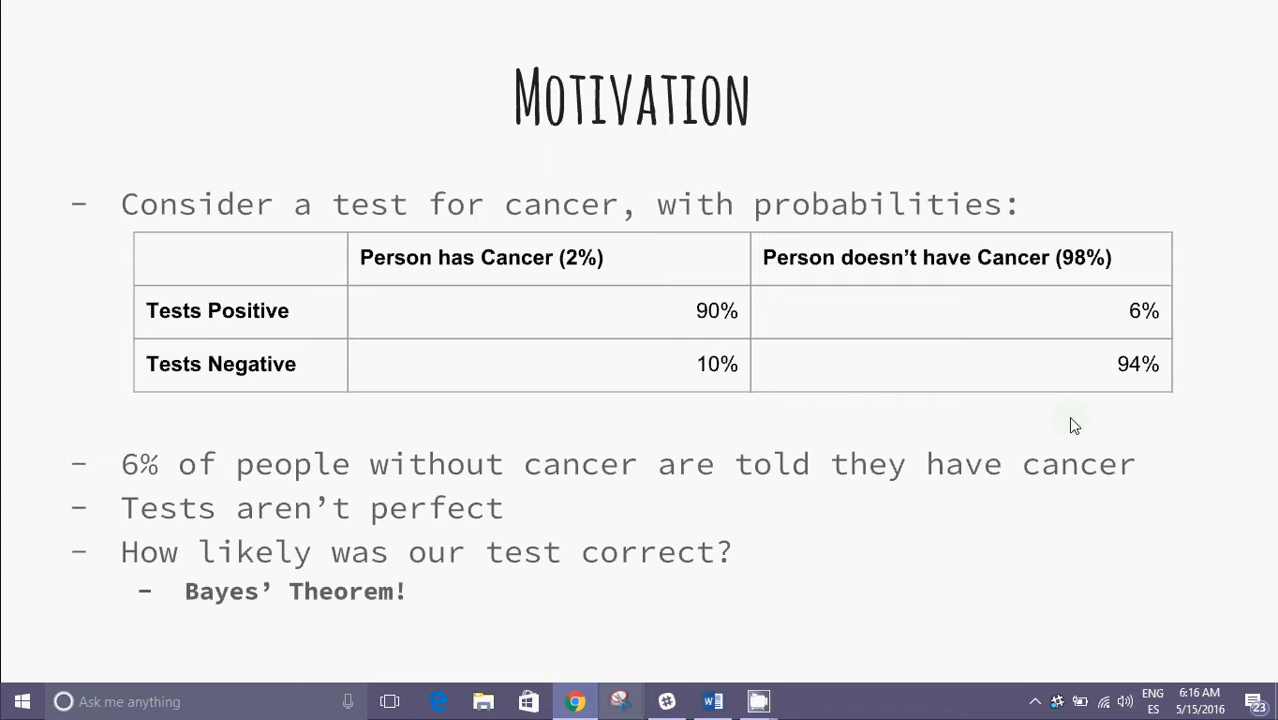 MOTIVATION
- Consider a test for cancer, with probabilities:
Person has Cancer (2%) Person doesn't have Cancer (98%)
Tests Positive 90% 6%
Tests Negative 10% 94%
- 6% of people without cancer are told they have cancer
- Tests aren't perfect
- How likely was our test correct?
- Bayes' Theorem!
Ask me anything
ENG 6:16 AM
ES 5/15/2016 23